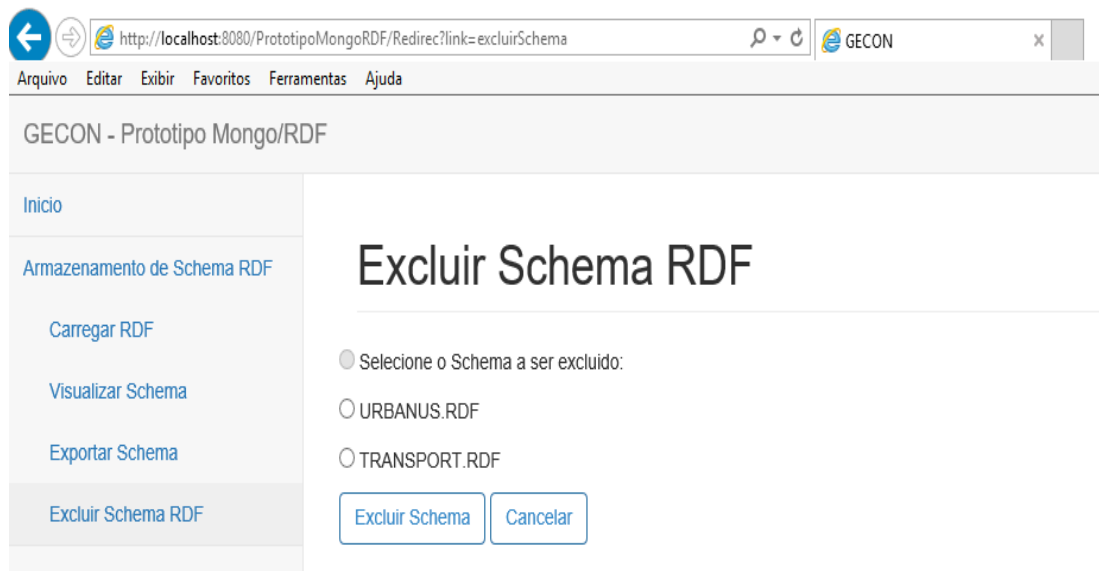 http://localhost:8080/PrototipoMongoRDF/Redirec?link=excluirSchema
GECON
Arquivo Editar Exibir Favoritos Ferramentas Ajuda
GECON - Prototipo Mongo/RDF
Inicio
Armazenamento de Schema RDF
Carregar RDF
Visualizar Schema
Exportar Schema
Excluir Schema RDF
Excluir Schema RDF
Selecione o Schema a ser excluido:
URBANUS.RDF
TRANSPORT.RDF
Excluir Schema Cancelar